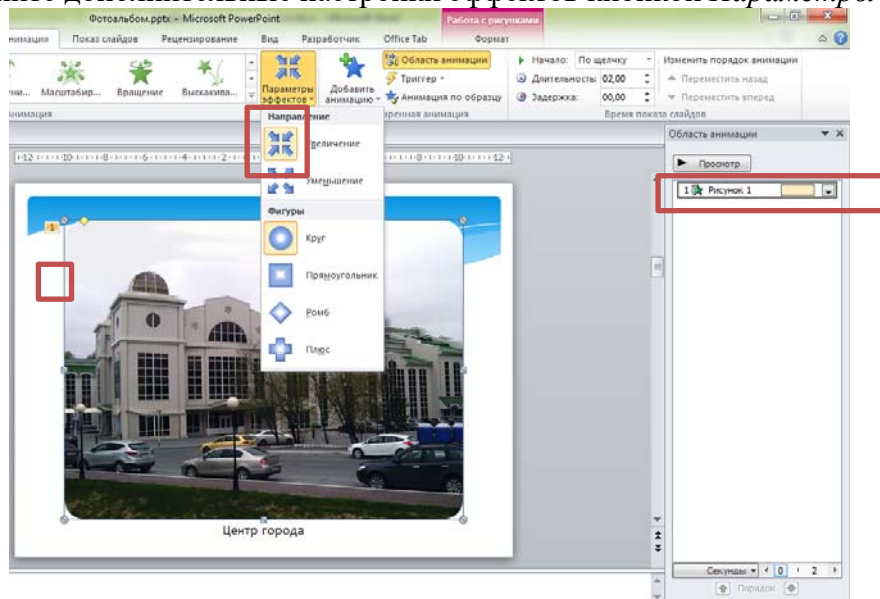 дополнительные настройки эффектов кнопкой Параметры
Фотоальбом.pptx - Microsoft PowerPoint
Работа с рисунками
Анимация Показ слайдов Рецензирование Вид Разработчик Office Tab Формат
Масштабир... Вращение Выскакива...
Параметры эффектов
Добавить анимацию
Область анимации
Триггер
Анимация по образцу
Начало: По щелчку
Длительность: 02,00
Задержка: 00,00
Изменить порядок анимации
Переместить назад
Переместить вперед
Время показа слайдов
Направление
Увеличение
Уменьшение
Фигуры
Круг
Прямоугольник
Ромб
Плюс
Область анимации
Просмотр
1 Рисунок 1
1
Центр города
Секунды 0 2
Порядок